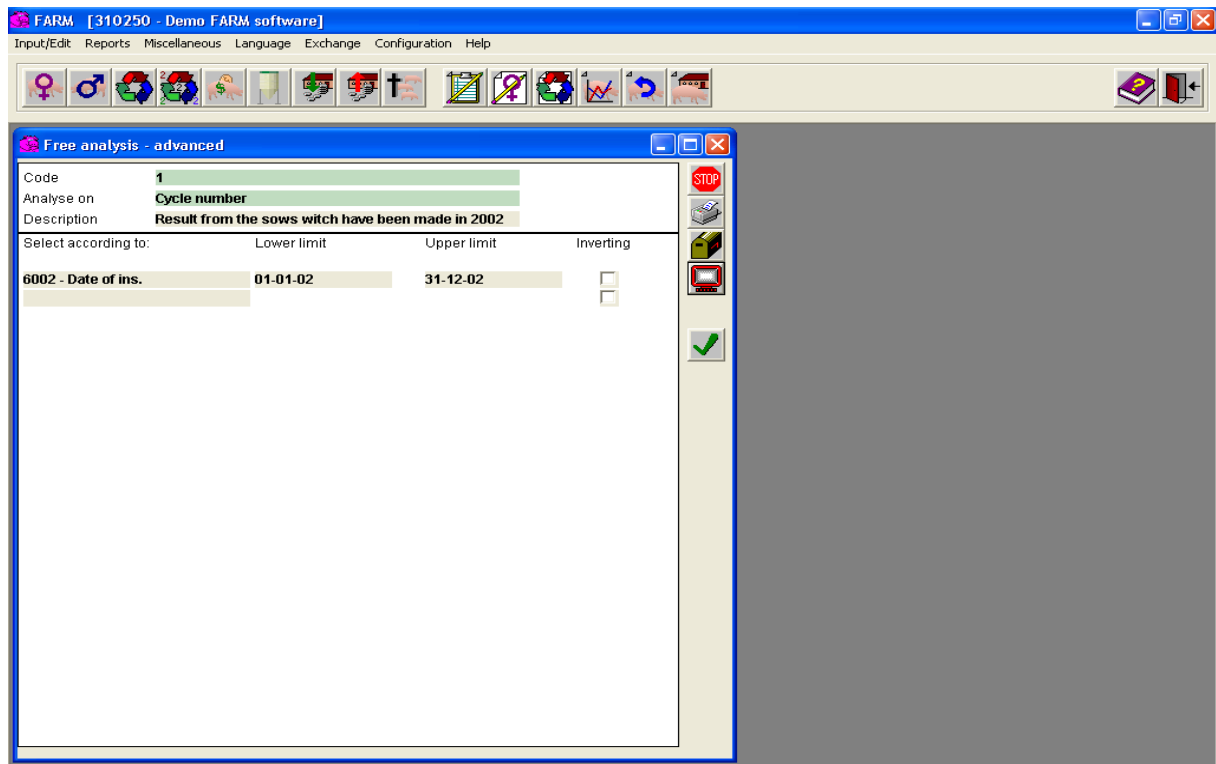 FARM [310250 - Demo FARM software]
Input/Edit Reports Miscellaneous Language Exchange Configuration Help
Free analysis - advanced
Code 1
Analyse on Cycle number
Description Result from the sows witch have been made in 2002
Select according to: Lower limit Upper limit Inverting
6002 - Date of ins. 01-01-02 31-12-02
STOP